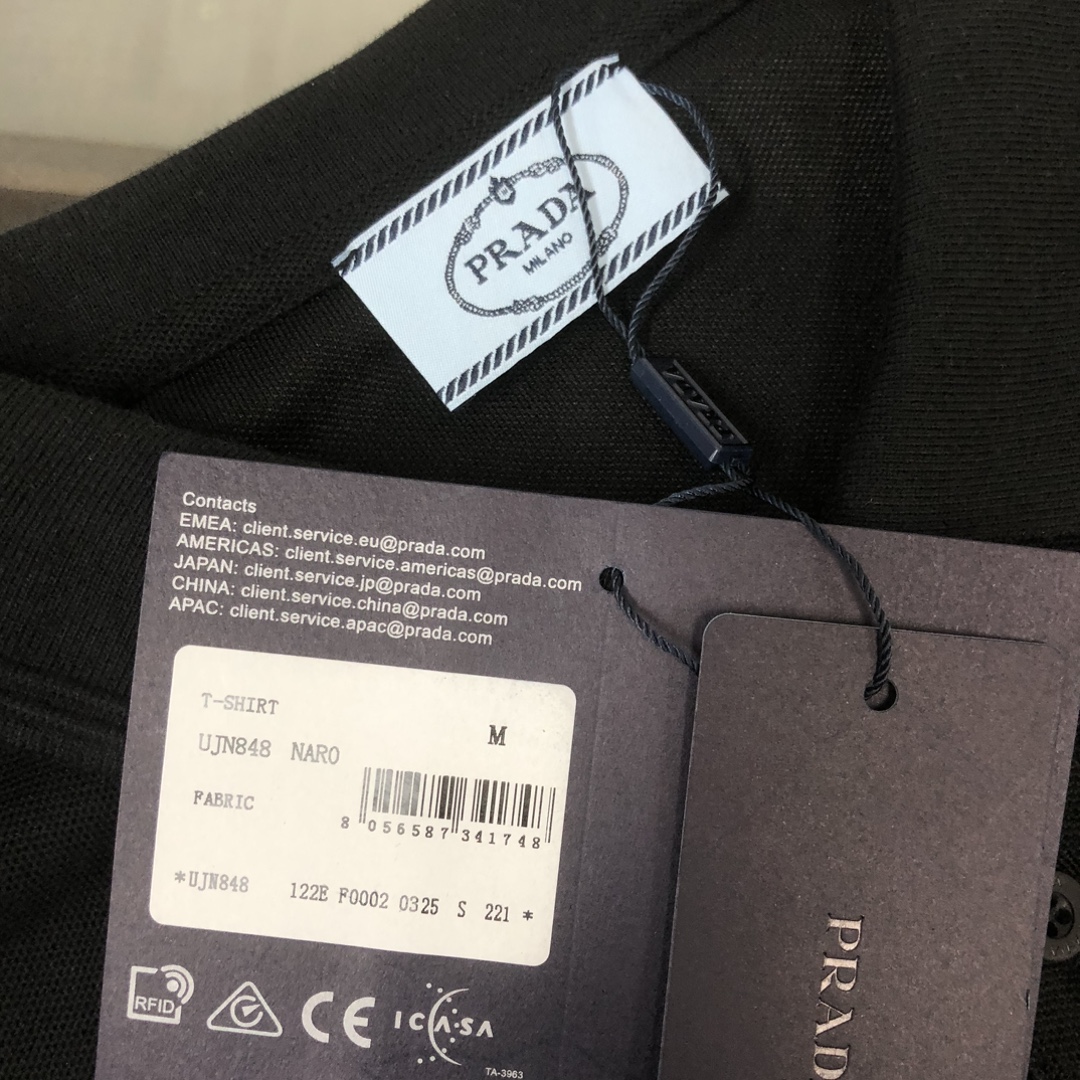 PRADA
MILANO
Contacts
EMEA: client.service.eu@prada.com
AMERICAS: client.service.americas@prada.com
JAPAN: client.service.jp@prada.com
CHINA: client.service.china@prada.com
APAC: client.service.apac@prada.com
T-SHIRT
M
UJN848 NARO
FABRIC
8 056587 341748
*UJN848 122E F0002 0325 S 221 *
PRAD
RFID
CE
ICASA
TA-3963